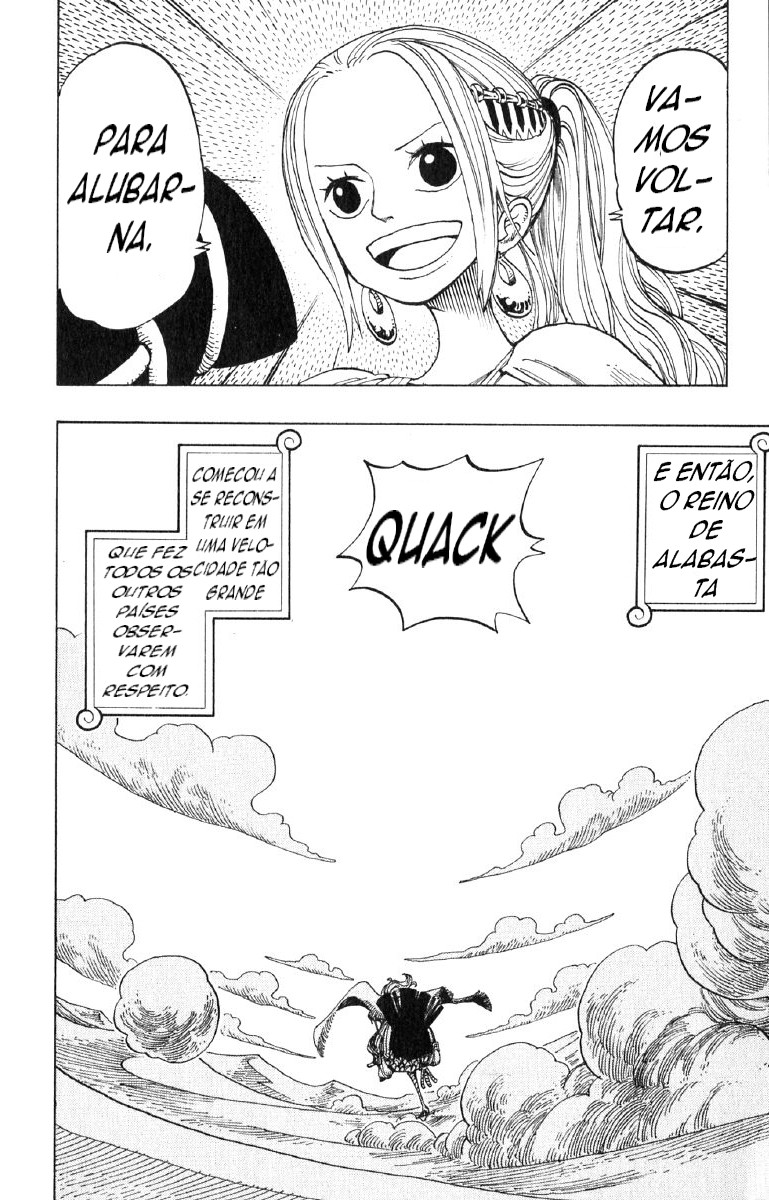 VA-
MOS
VOL-
TAR.
PARA
ALUBAR-
NA.
E ENTÃO,
O REINO
DE
ALABAS-
TA
QUACK
COMEÇOU A
SE RECONS-
TRUIR EM
UMA VELO-
CIDADE TÃO
GRANDE
QUE FEZ
TODOS OS
OUTROS
PAÍSES
OBSER-
VAREM
COM
RESPEITO.